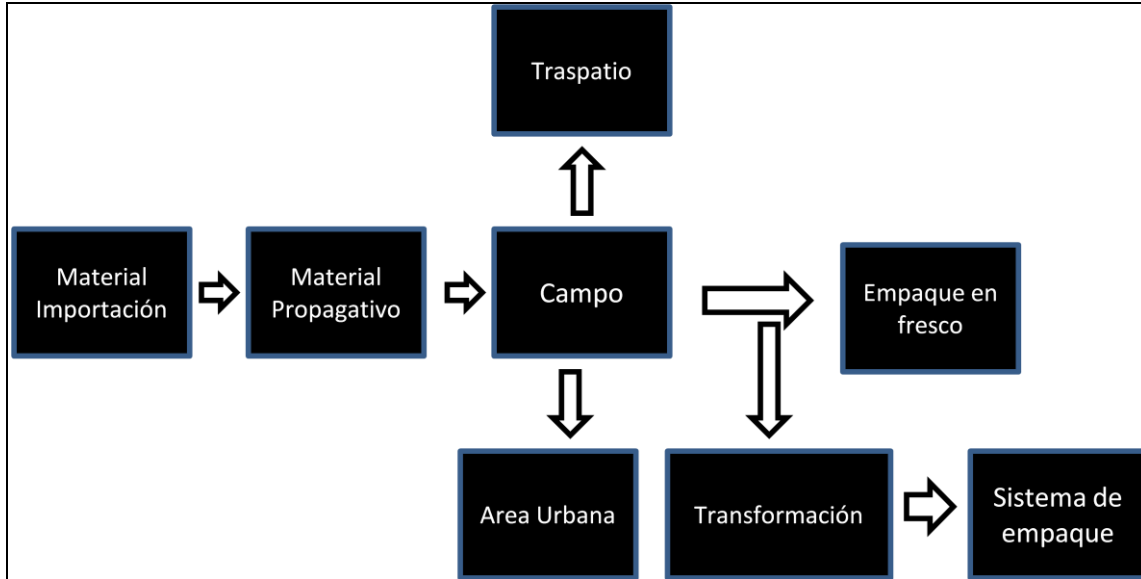 Traspatio
Material
Importación
Material
Propagativo
Campo
Empaque en
fresco
Area Urbana
Transformación
Sistema de
empaque